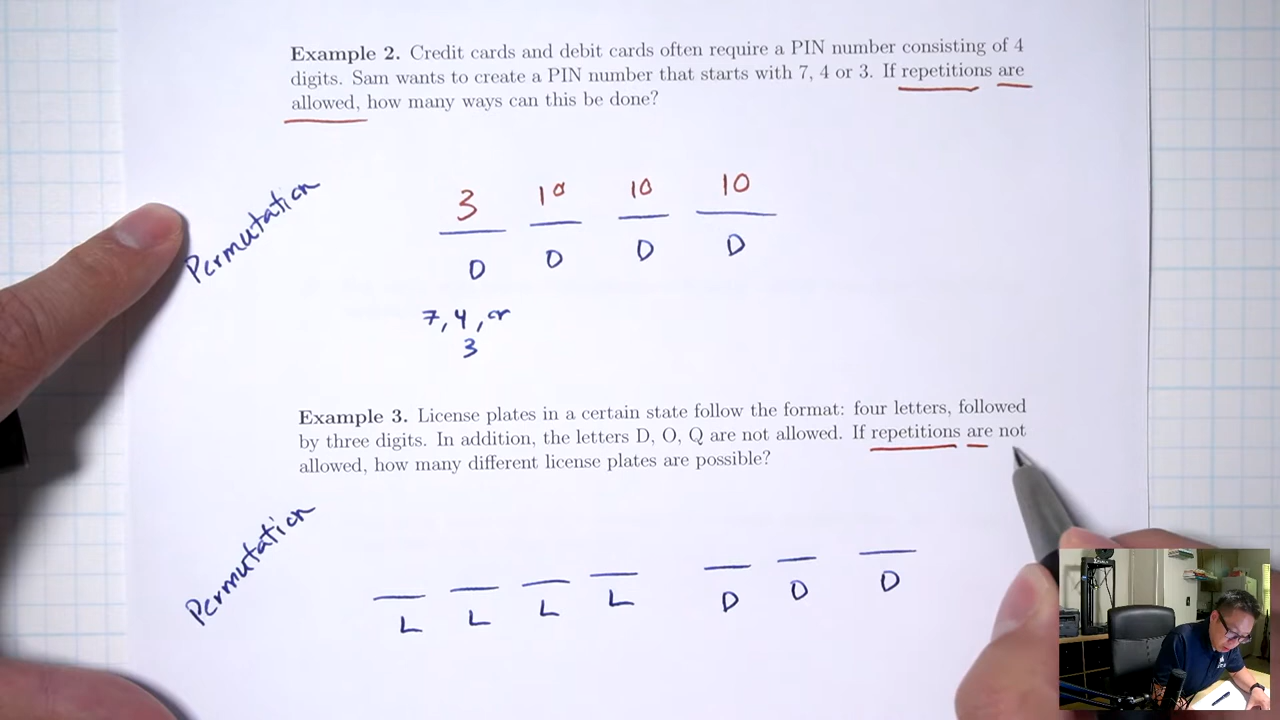 Example 2. Credit cards and debit cards often require a PIN number consisting of 4
digits. Sam wants to create a PIN number that starts with 7, 4 or 3. If repetitions are
allowed, how many ways can this be done?
Permutation
3 10 10 10
D D D D
7, 4, or
3
Example 3. License plates in a certain state follow the format: four letters, followed
by three digits. In addition, the letters D, O, Q are not allowed. If repetitions are not
allowed, how many different license plates are possible?
Permutation
L L L L D D D